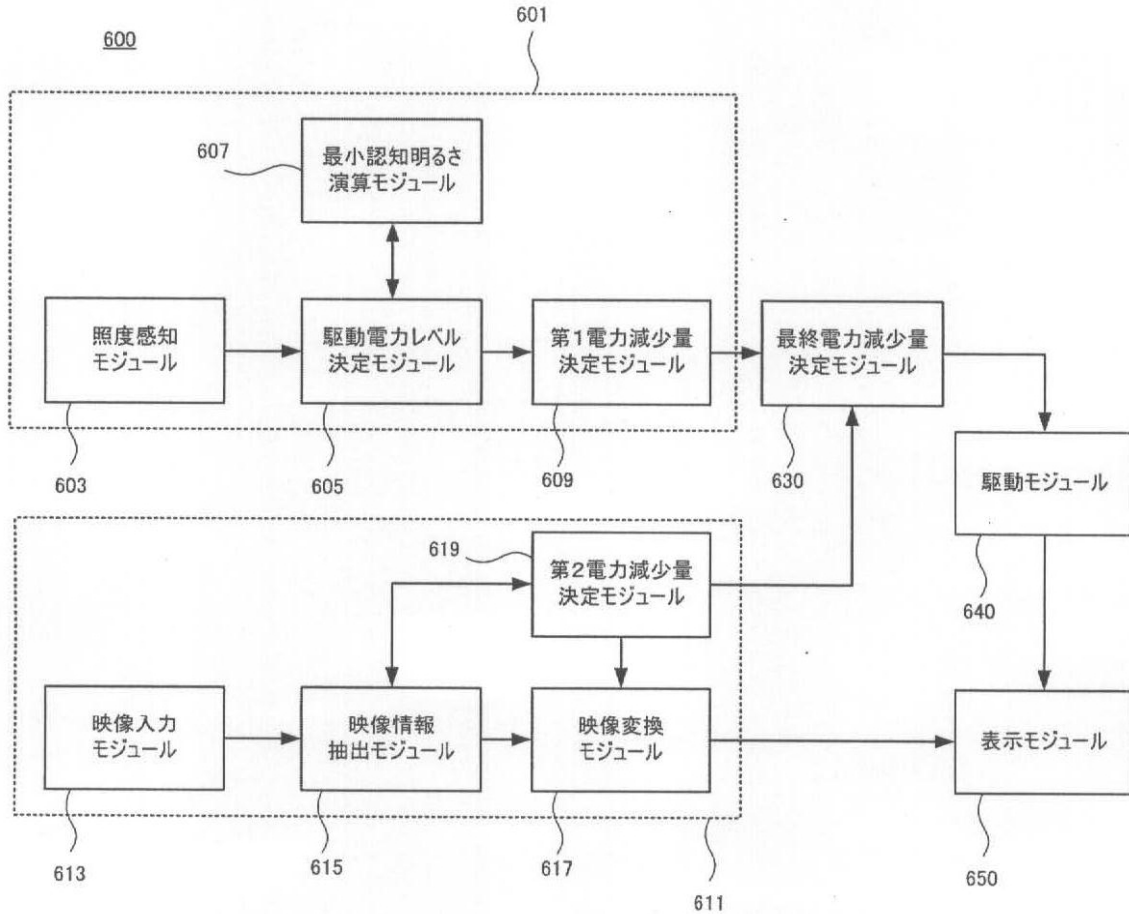 600
601
607
最小認知明るさ
演算モジュール
照度感知
モジュール
駆動電力レベル
決定モジュール
第1電力減少量
決定モジュール
最終電力減少量
決定モジュール
603
605
609
630
駆動モジュール
640
619
第2電力減少量
決定モジュール
映像入力
モジュール
映像情報
抽出モジュール
映像変換
モジュール
表示モジュール
613
615
617
611
650